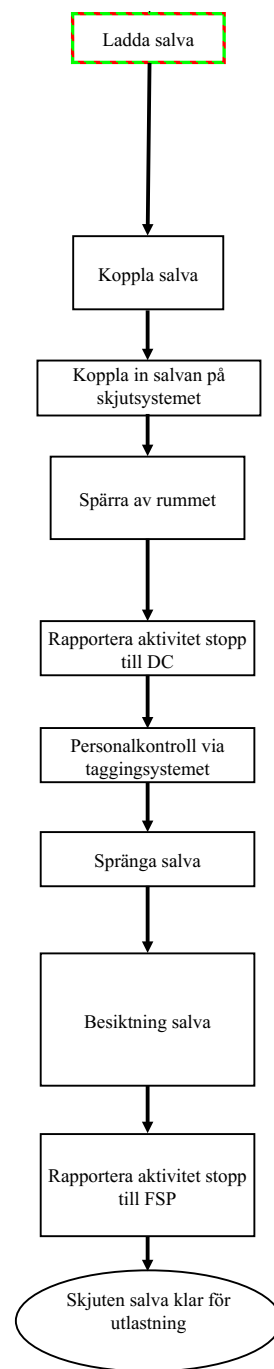 Ladda salva
Koppla salva
Koppla in salvan på
skjutsystemet
Spärra av rummet
Rapportera aktivitet stopp
till DC
Personalkontroll via
taggingsystemet
Spränga salva
Besiktning salva
Rapportera aktivitet stopp
till FSP
Skjuten salva klar för
utlastning